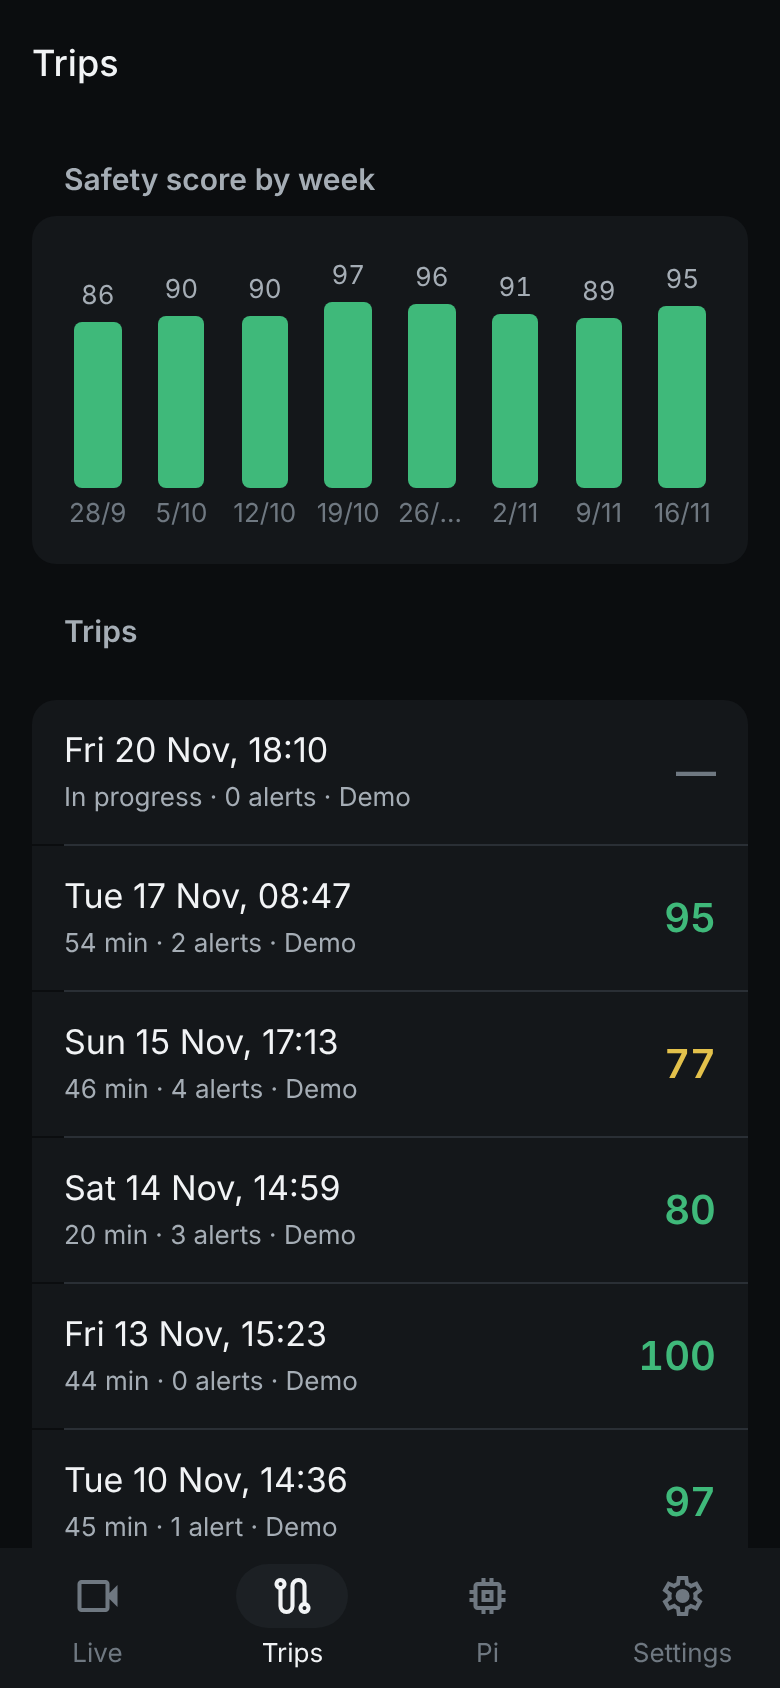 Trips
Safety score by week
86 90 90 97 96 91 89 95
28/9 5/10 12/10 19/10 26/... 2/11 9/11 16/11
Trips
Fri 20 Nov, 18:10
In progress · 0 alerts · Demo
—
Tue 17 Nov, 08:47
54 min · 2 alerts · Demo
95
Sun 15 Nov, 17:13
46 min · 4 alerts · Demo
77
Sat 14 Nov, 14:59
20 min · 3 alerts · Demo
80
Fri 13 Nov, 15:23
44 min · 0 alerts · Demo
100
Tue 10 Nov, 14:36
45 min · 1 alert · Demo
97
Live Trips Pi Settings